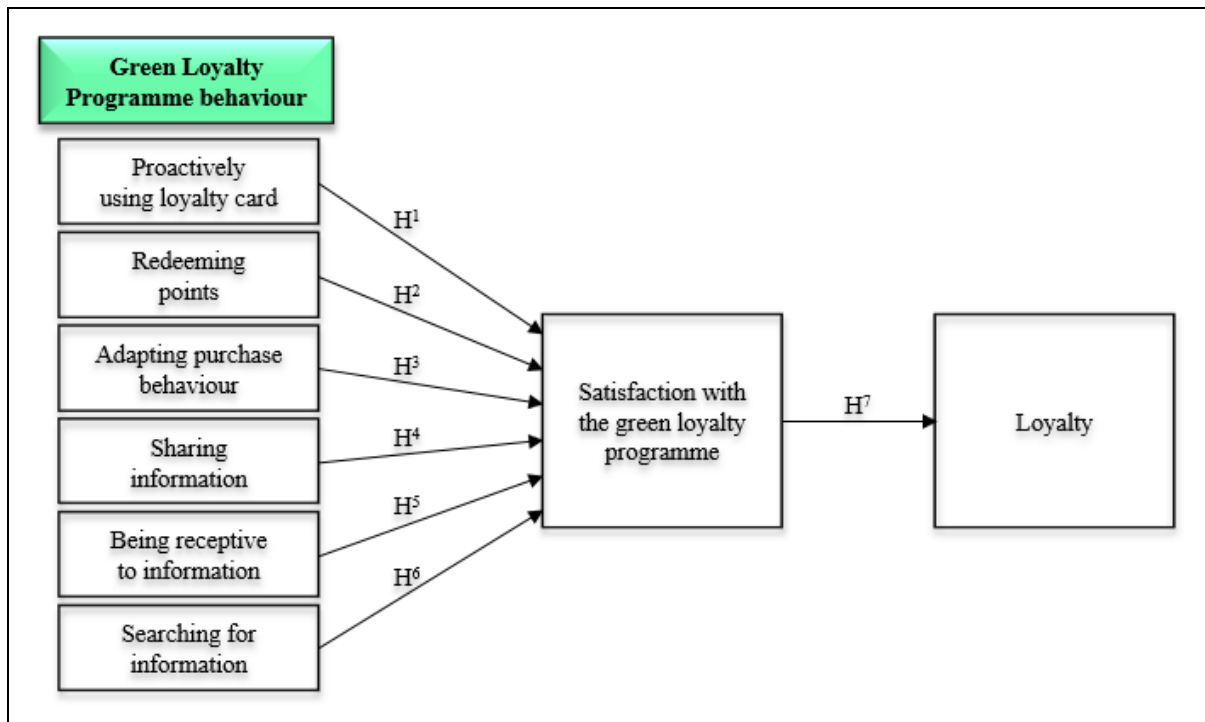 Green Loyalty
Programme behaviour
Proactively
using loyalty card
H¹
Redeeming
points
H²
Adapting purchase
behaviour
H³
Sharing
information
H⁴
Being receptive
to information
H⁵
Searching for
information
H⁶
Satisfaction with
the green loyalty
programme
H⁷
Loyalty